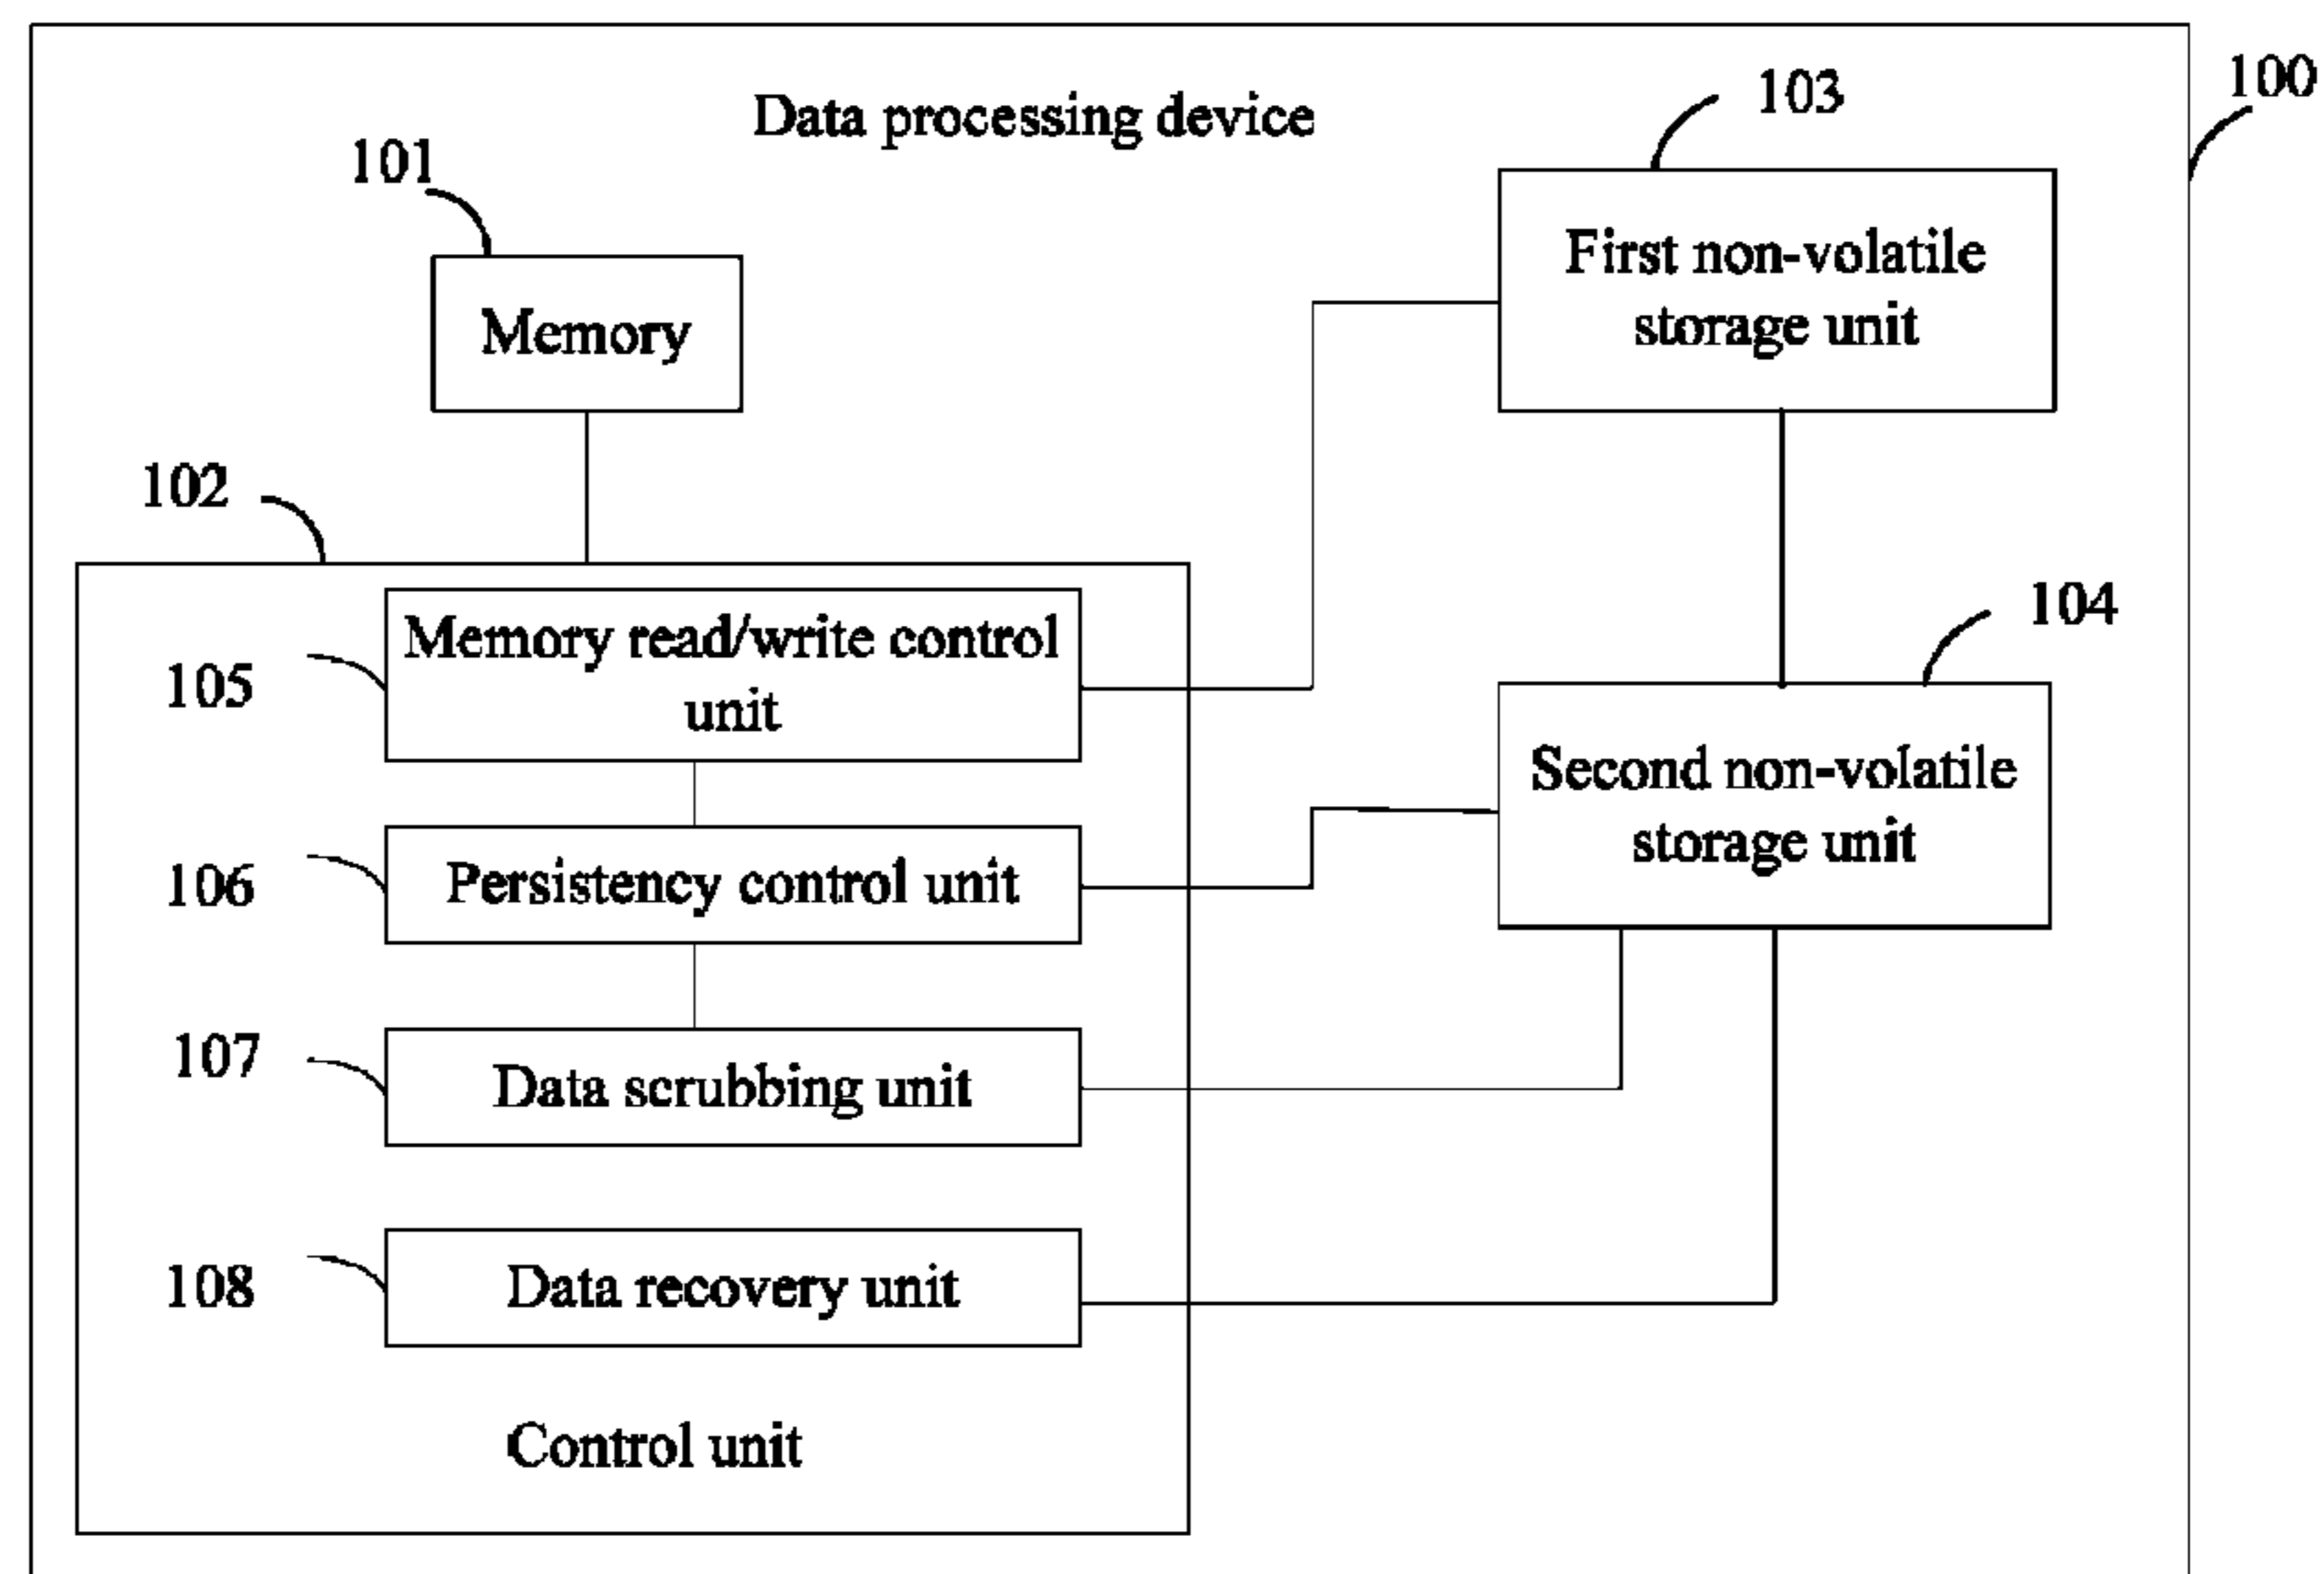 Data processing device
100
101
103
Memory
First non-volatile
storage unit
102
104
Memory read/write control
unit
105
Second non-volatile
storage unit
106
Persistency control unit
107
Data scrubbing unit
108
Data recovery unit
Control unit